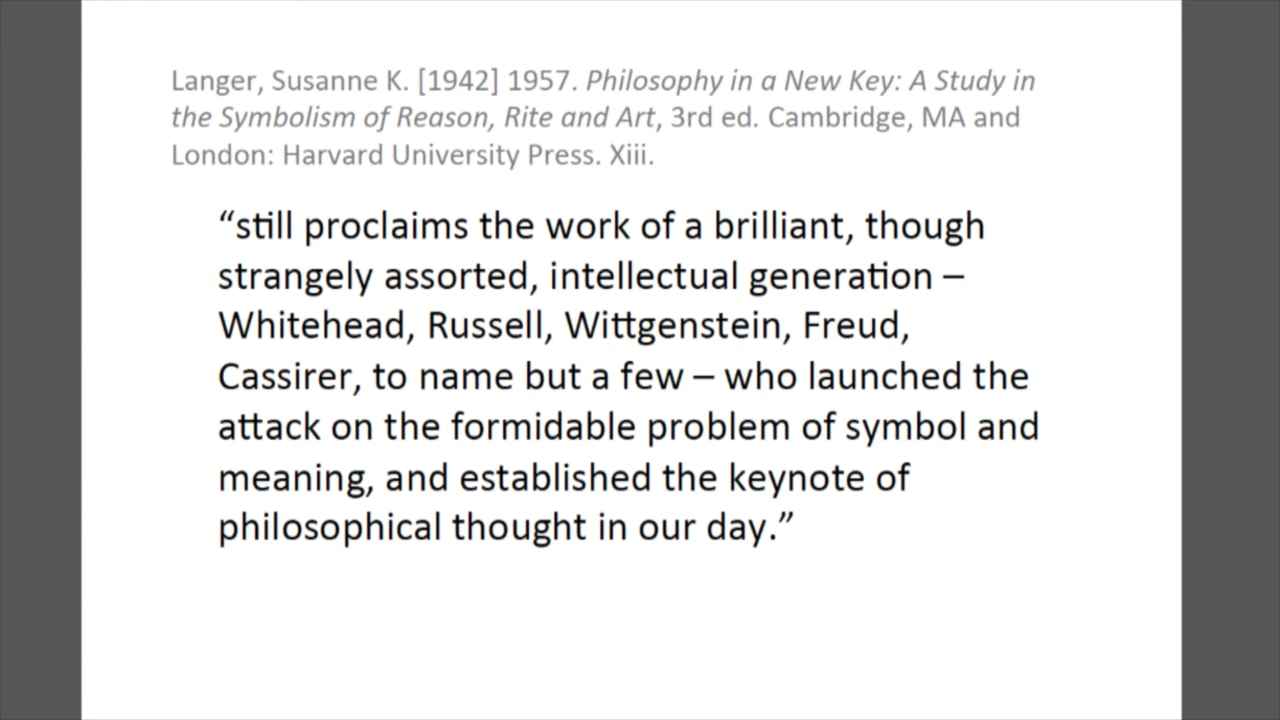 Langer, Susanne K. [1942] 1957. Philosophy in a New Key: A Study in
the Symbolism of Reason, Rite and Art, 3rd ed. Cambridge, MA and
London: Harvard University Press. Xiii.
“still proclaims the work of a brilliant, though
strangely assorted, intellectual generation –
Whitehead, Russell, Wittgenstein, Freud,
Cassirer, to name but a few – who launched the
attack on the formidable problem of symbol and
meaning, and established the keynote of
philosophical thought in our day.”